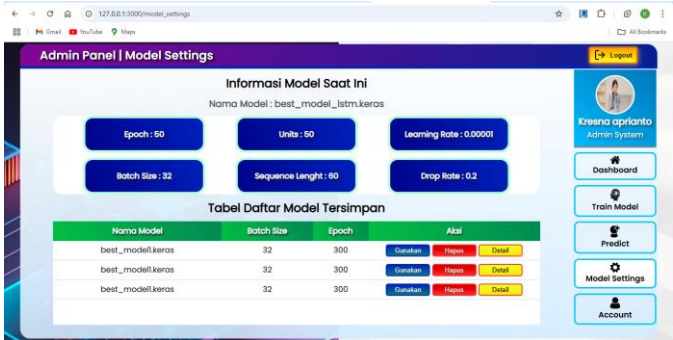 127.0.0.1:3000/model_settings
Gmail YouTube Maps
All Bookmarks
Admin Panel | Model Settings
Logout
Informasi Model Saat Ini
Nama Model : best_model_lstm.keras
Epoch : 50
Units : 50
Learning Rate : 0.00001
Batch Size : 32
Sequence Lenght : 60
Drop Rate : 0.2
Tabel Daftar Model Tersimpan
Nama Model Batch Size Epoch Aksi
best_model1.keras 32 300 Gunakan Hapus Detail
best_model1.keras 32 300 Gunakan Hapus Detail
best_model1.keras 32 300 Gunakan Hapus Detail
Kresna aprianto
Admin System
Dashboard
Train Model
Predict
Model Settings
Account